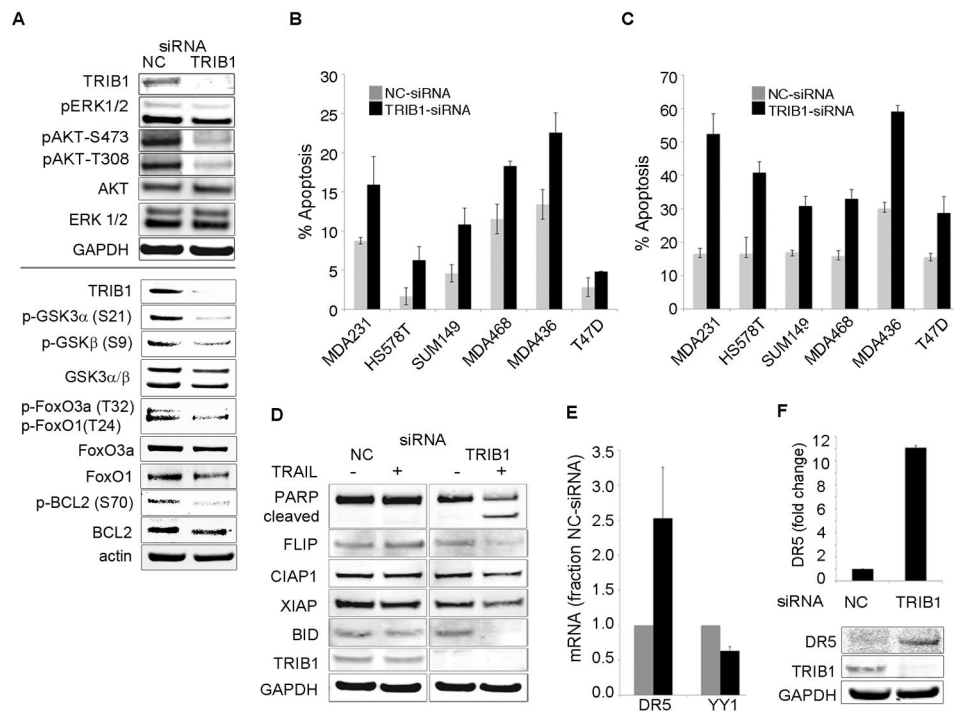 A
siRNA
NC TRIB1
TRIB1
pERK1/2
pAKT-S473
pAKT-T308
AKT
ERK 1/2
GAPDH
TRIB1
p-GSK3α (S21)
p-GSKβ (S9)
GSK3α/β
p-FoxO3a (T32)
p-FoxO1(T24)
FoxO3a
FoxO1
p-BCL2 (S70)
BCL2
actin
B
30
25
20
15
10
5
0
% Apoptosis
NC-siRNA
TRIB1-siRNA
MDA231
HS578T
SUM149
MDA468
MDA436
T47D
C
70
60
50
40
30
20
10
0
% Apoptosis
NC-siRNA
TRIB1-siRNA
MDA231
HS578T
SUM149
MDA468
MDA436
T47D
D
siRNA
NC TRIB1
TRAIL - + - +
PARP
cleaved
FLIP
CIAP1
XIAP
BID
TRIB1
GAPDH
E
mRNA (fraction NC-siRNA)
3.5
3.0
2.5
2.0
1.5
1.0
0.5
0.0
DR5 YY1
F
DR5 (fold change)
12
10
8
6
4
2
0
siRNA NC TRIB1
DR5
TRIB1
GAPDH